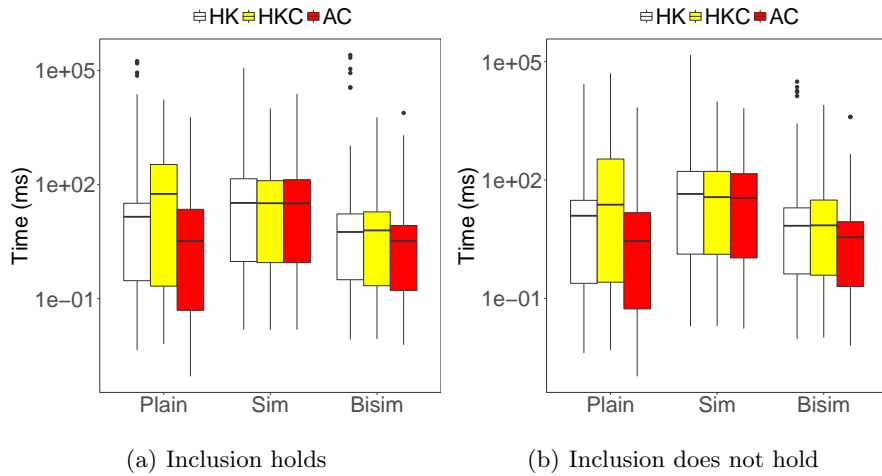 HK HKC AC
Time (ms)
1e+05
1e+02
1e−01
Plain Sim Bisim
(a) Inclusion holds
HK HKC AC
Time (ms)
1e+05
1e+02
1e−01
Plain Sim Bisim
(b) Inclusion does not hold